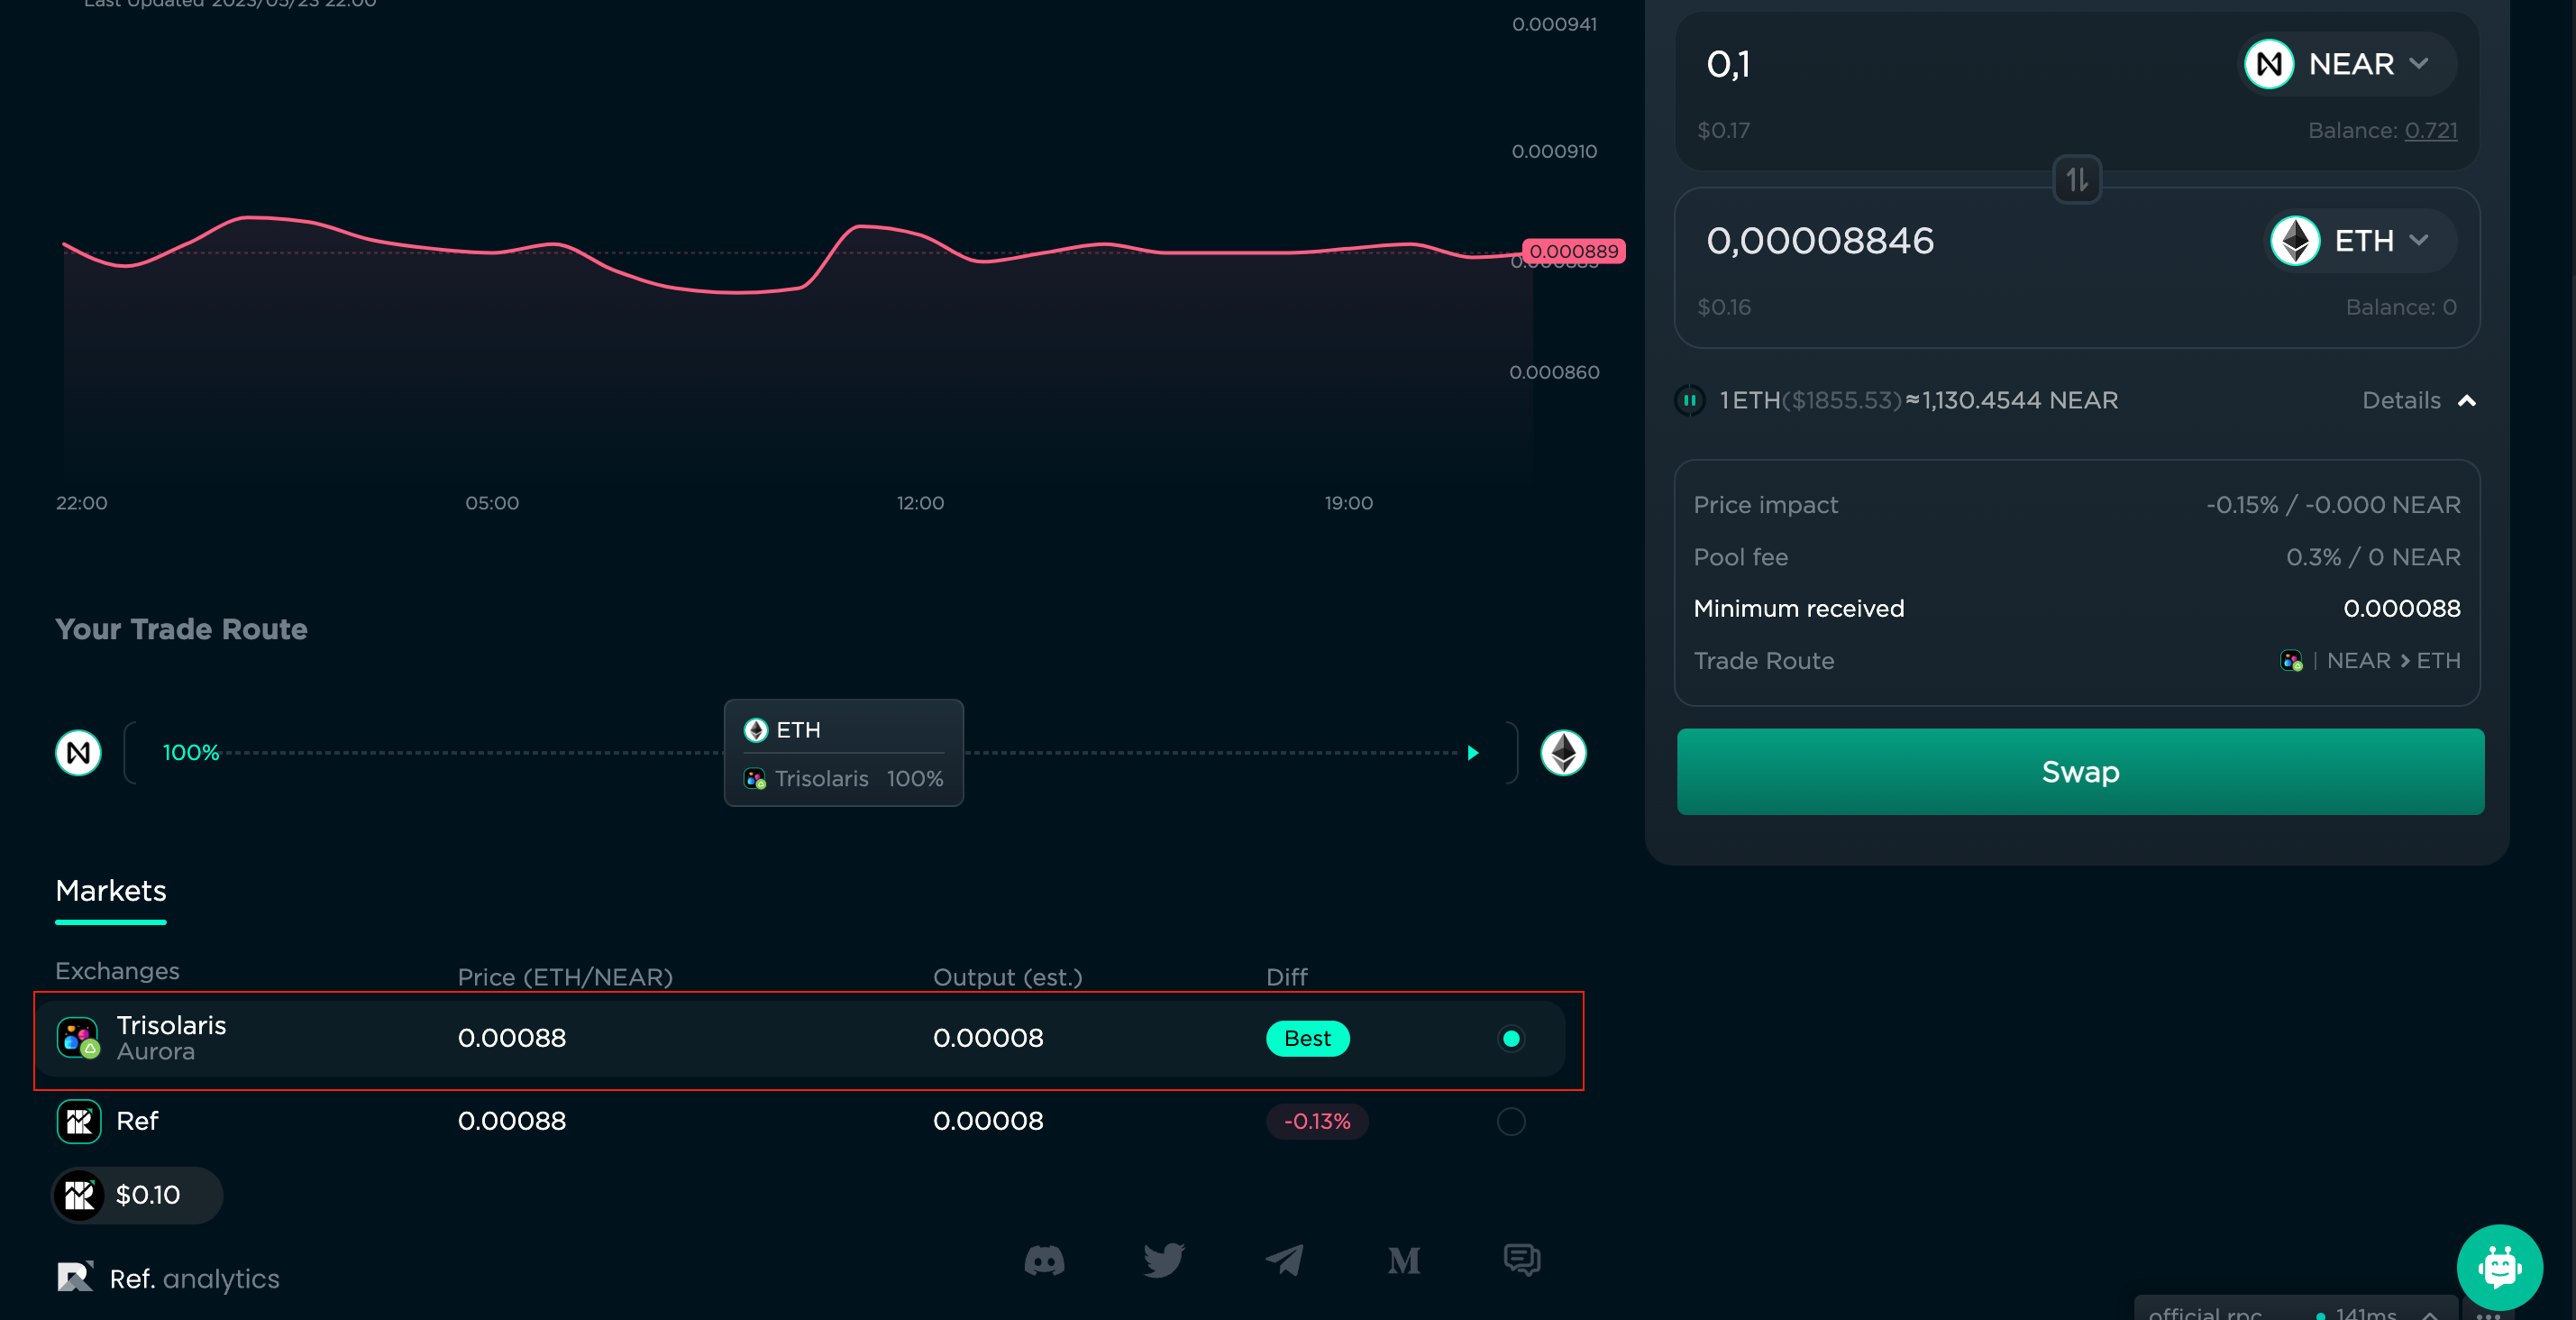 Last Updated 2023/05/23 22:00
0.000941
0.000910
0.000889
0.000860
22:00
05:00
12:00
19:00
Your Trade Route
100%
ETH
Trisolaris 100%
Markets
Exchanges
Price (ETH/NEAR)
Output (est.)
Diff
Trisolaris
Aurora
0.00088
0.00008
Best
Ref
0.00088
0.00008
-0.13%
$0.10
Ref. analytics
0,1
NEAR
$0.17
Balance: 0.721
0,00008846
ETH
$0.16
Balance: 0
1 ETH($1855.53)≈1,130.4544 NEAR
Details
Price impact
-0.15% / -0.000 NEAR
Pool fee
0.3% / 0 NEAR
Minimum received
0.000088
Trade Route
| NEAR > ETH
Swap
official rpc
141ms